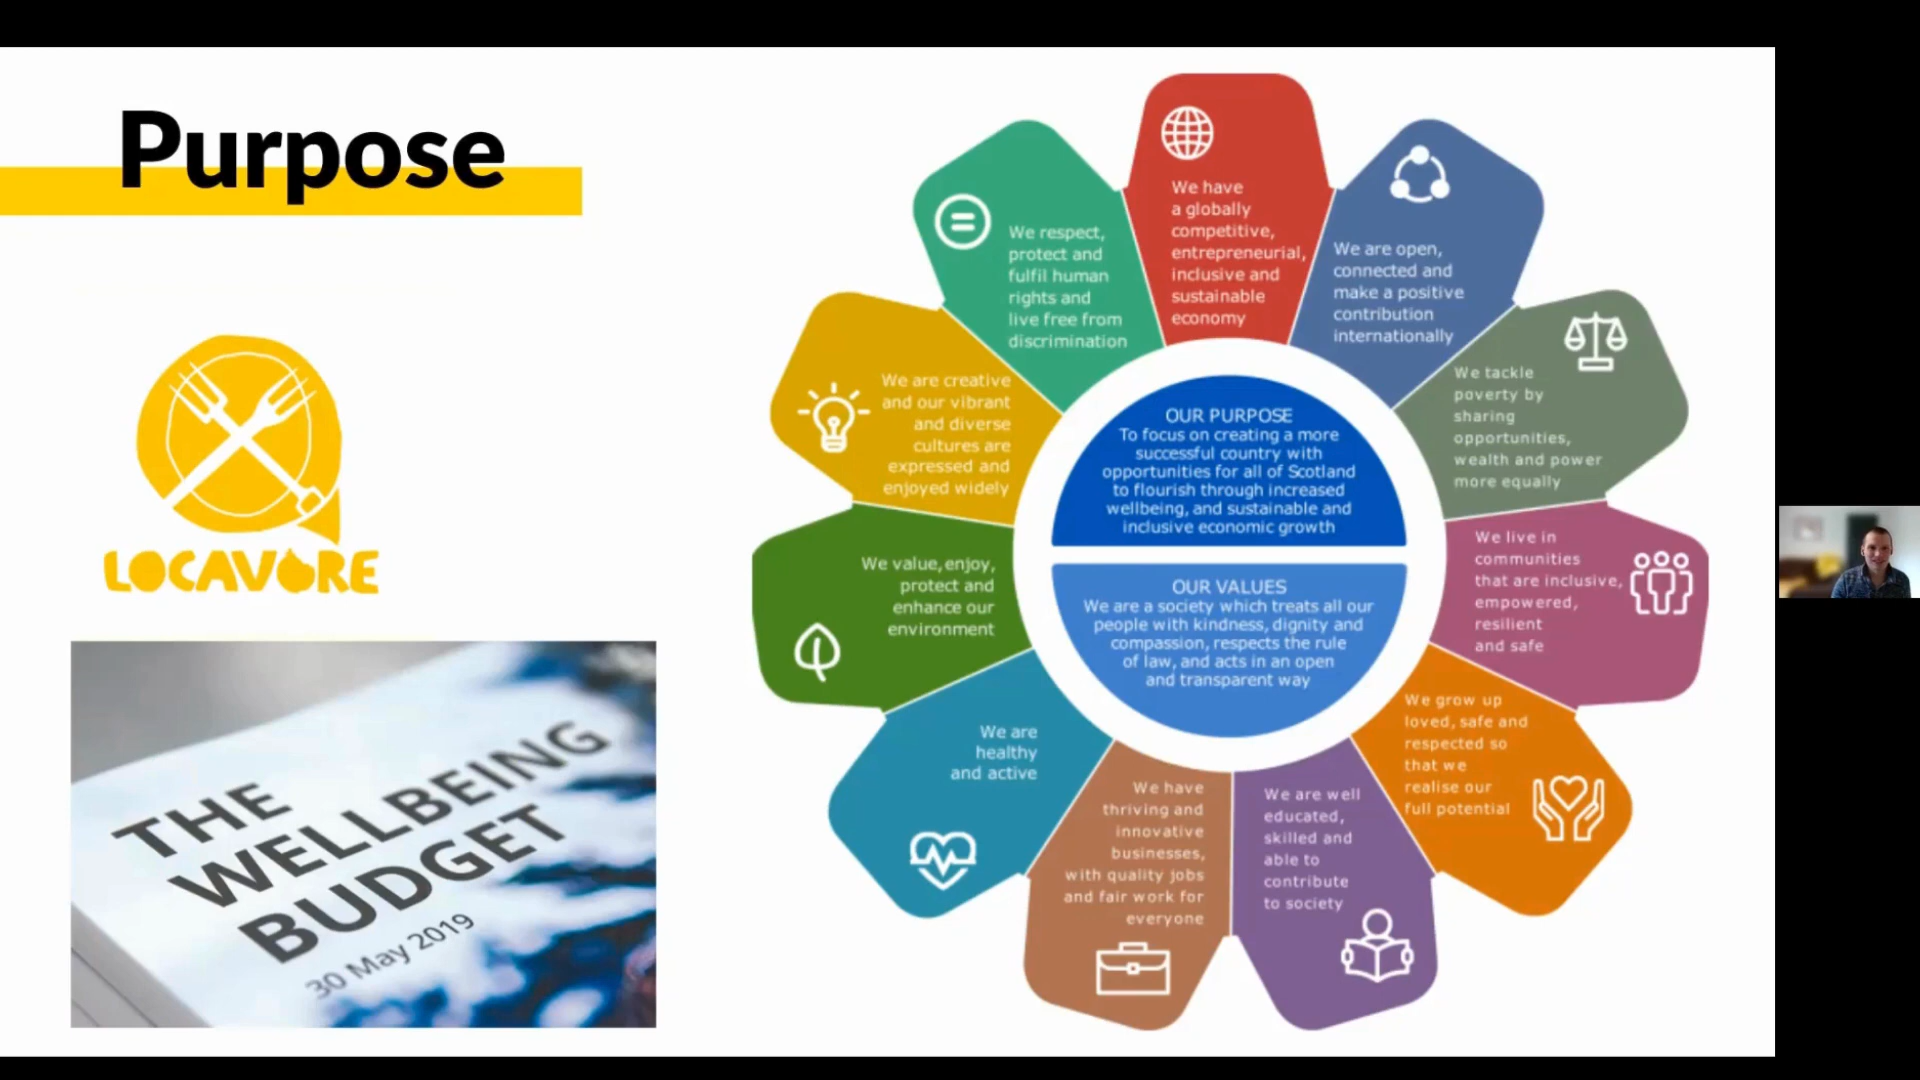 Purpose
LOCAVORE
THE
WELLBEING
BUDGET
30 May 2019
We have
a globally
competitive,
entrepreneurial,
inclusive and
sustainable
economy
We are open,
connected and
make a positive
contribution
internationally
We tackle
poverty by
sharing
opportunities,
wealth and power
more equally
We live in
communities
that are inclusive,
empowered,
resilient
and safe
We grow up
loved, safe and
respected so
that we
realise our
full potential
We are well
educated,
skilled and
able to
contribute
to society
We have
thriving and
innovative
businesses,
with quality jobs
and fair work for
everyone
We are
healthy
and active
We value, enjoy,
protect and
enhance our
environment
We are creative
and our vibrant
and diverse
cultures are
expressed and
enjoyed widely
We respect,
protect and
fulfil human
rights and
live free from
discrimination
OUR PURPOSE
To focus on creating a more
successful country with
opportunities for all of Scotland
to flourish through increased
wellbeing, and sustainable and
inclusive economic growth
OUR VALUES
We are a society which treats all our
people with kindness, dignity and
compassion, respects the rule
of law, and acts in an open
and transparent way